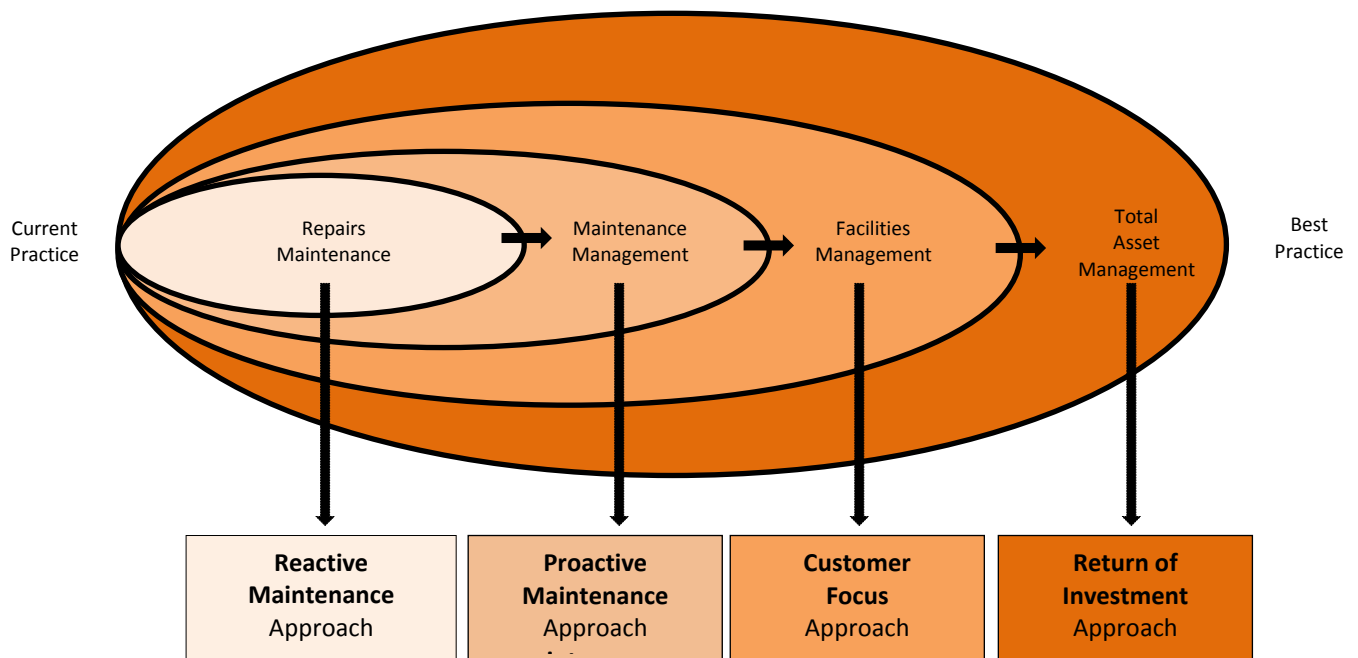 Current
Practice
Repairs
Maintenance
Maintenance
Management
Facilities
Management
Total
Asset
Management
Best
Practice
Reactive
Maintenance
Approach
Proactive
Maintenance
Approach
Customer
Focus
Approach
Return of
Investment
Approach